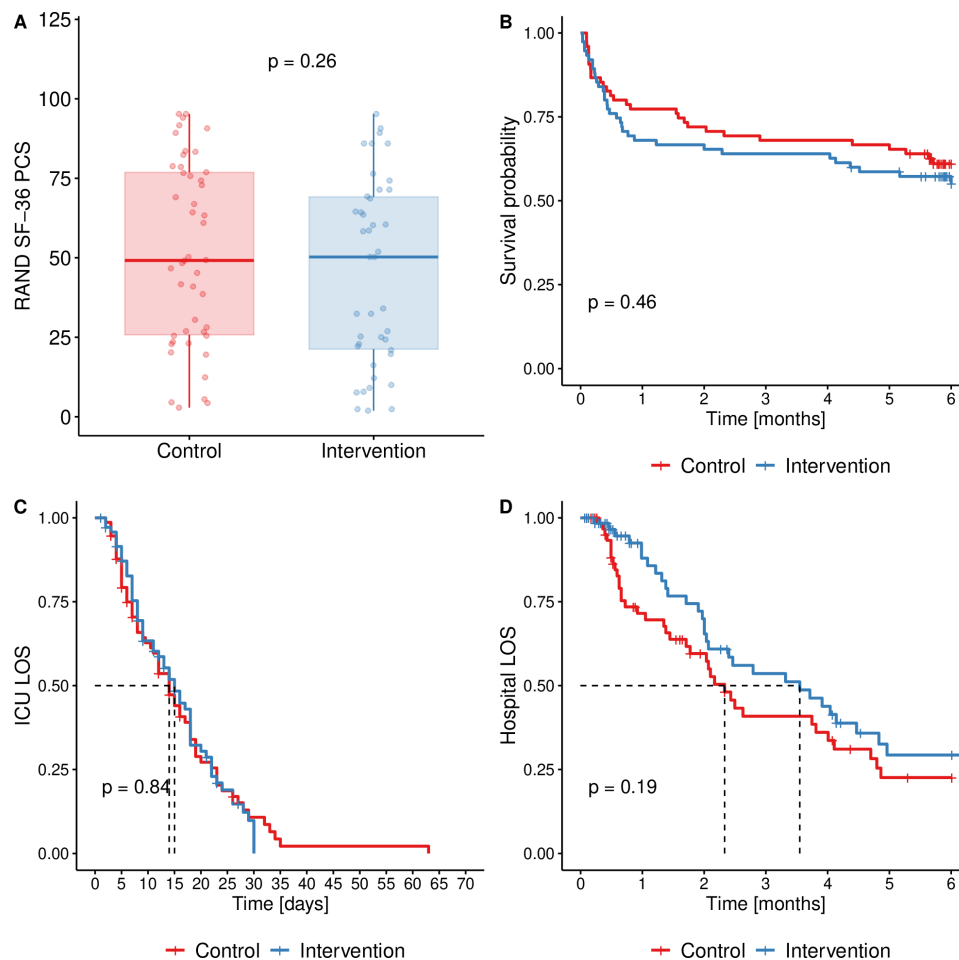 A
RAND SF−36 PCS
125
100
75
50
25
0
p = 0.26
Control
Intervention
B
Survival probability
1.00
0.75
0.50
0.25
0.00
p = 0.46
0 1 2 3 4 5 6
Time [months]
Control Intervention
C
ICU LOS
1.00
0.75
0.50
0.25
0.00
p = 0.84
0 5 10 15 20 25 30 35 40 45 50 55 60 65 70
Time [days]
Control Intervention
D
Hospital LOS
1.00
0.75
0.50
0.25
0.00
p = 0.19
0 1 2 3 4 5 6
Time [months]
Control Intervention